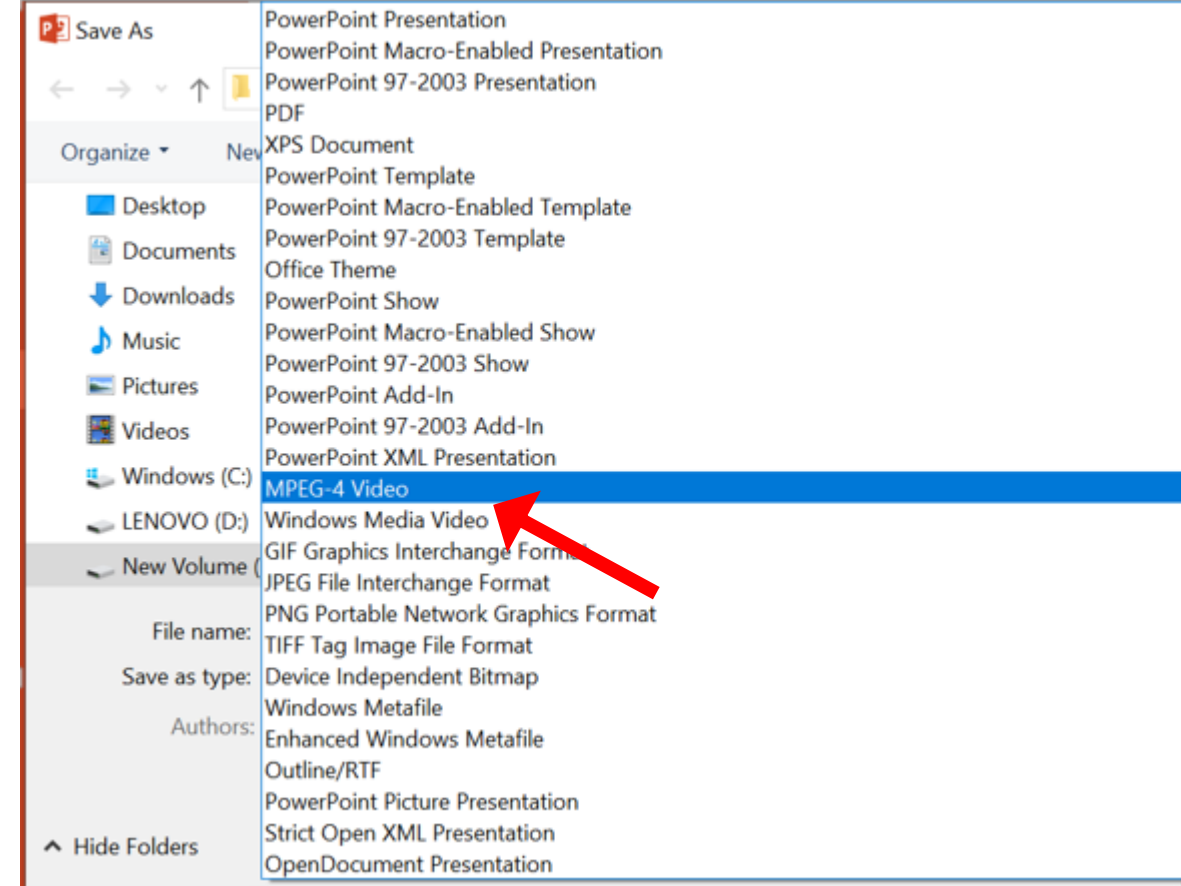 Save As
Organize
New
Desktop
Documents
Downloads
Music
Pictures
Videos
Windows (C:)
LENOVO (D:)
New Volume (
File name:
Save as type:
Authors:
Hide Folders
PowerPoint Presentation
PowerPoint Macro-Enabled Presentation
PowerPoint 97-2003 Presentation
PDF
XPS Document
PowerPoint Template
PowerPoint Macro-Enabled Template
PowerPoint 97-2003 Template
Office Theme
PowerPoint Show
PowerPoint Macro-Enabled Show
PowerPoint 97-2003 Show
PowerPoint Add-In
PowerPoint 97-2003 Add-In
PowerPoint XML Presentation
MPEG-4 Video
Windows Media Video
GIF Graphics Interchange Format
JPEG File Interchange Format
PNG Portable Network Graphics Format
TIFF Tag Image File Format
Device Independent Bitmap
Windows Metafile
Enhanced Windows Metafile
Outline/RTF
PowerPoint Picture Presentation
Strict Open XML Presentation
OpenDocument Presentation